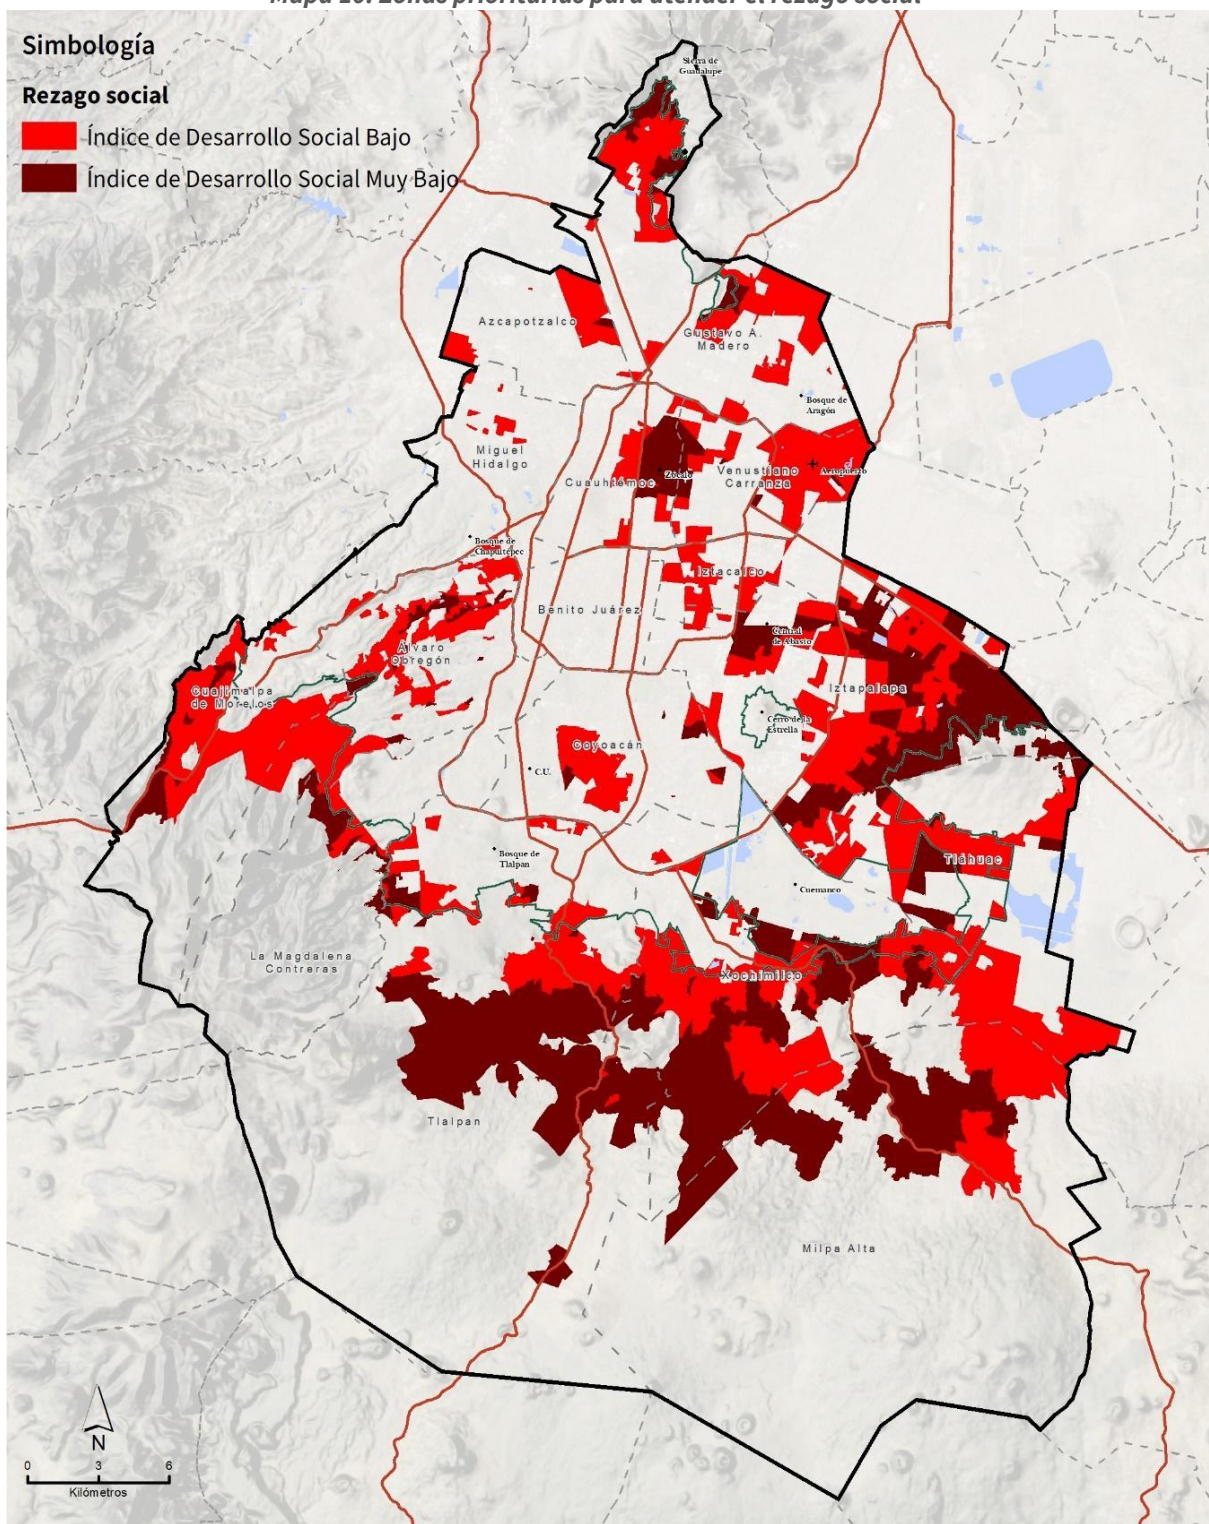 Mapa 10. Zonas prioritarias para atender el rezago social
Simbología
Rezago social
Índice de Desarrollo Social Bajo
Índice de Desarrollo Social Muy Bajo
Sierra de
Guadalupe
Azcapotzalco
Gustavo A.
Madero
Bosque de
Aragón
Miguel
Hidalgo
Cuauhtémoc
Zócalo
Venustiano
Carranza
Aeropuerto
Bosque de
Chapultepec
Iztacalco
Benito Juárez
Central
de Abasto
Álvaro
Obregón
Iztapalapa
Cuajimalpa
de Morelos
Cerro de la
Estrella
Coyoacán
C.U.
Bosque de
Tlalpan
Tláhuac
Cuemanco
La Magdalena
Contreras
Xochimilco
Tlalpan
Milpa Alta
N
0 3 6
Kilómetros